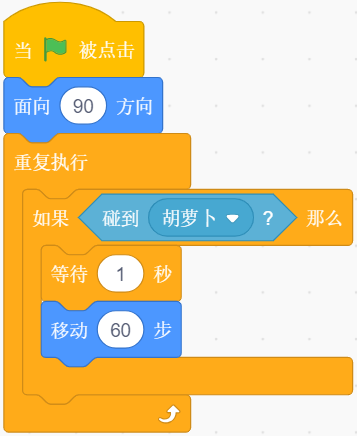 当 被点击
面向 90 方向
重复执行
如果 碰到 胡萝卜 ? 那么
等待 1 秒
移动 60 步